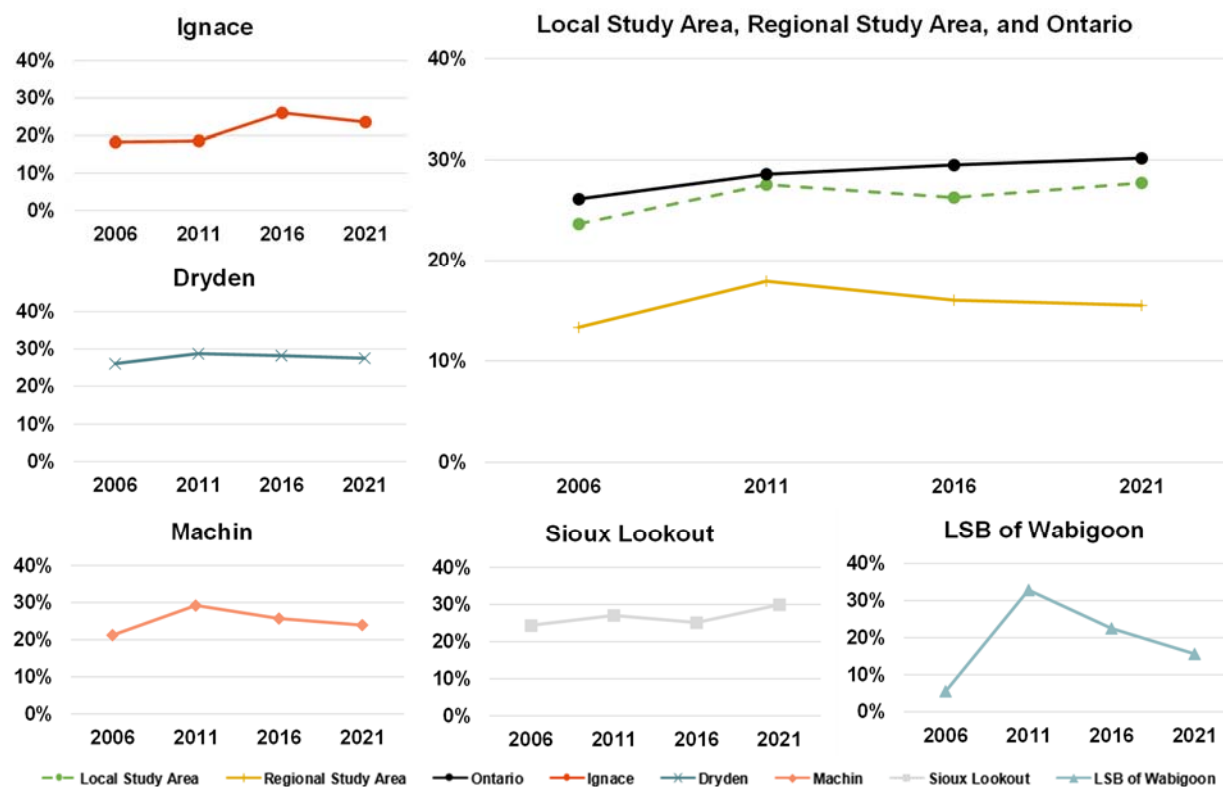 Ignace
40%
30%
20%
10%
0%
2006 2011 2016 2021
Local Study Area, Regional Study Area, and Ontario
40%
30%
20%
10%
0%
2006 2011 2016 2021
Dryden
40%
30%
20%
10%
0%
2006 2011 2016 2021
Machin
40%
30%
20%
10%
0%
2006 2011 2016 2021
Sioux Lookout
40%
30%
20%
10%
0%
2006 2011 2016 2021
LSB of Wabigoon
40%
30%
20%
10%
0%
2006 2011 2016 2021
Local Study Area Regional Study Area Ontario Ignace Dryden Machin Sioux Lookout LSB of Wabigoon